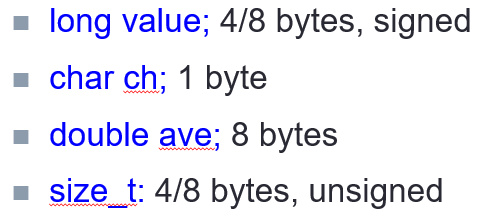 long value; 4/8 bytes, signed
char ch; 1 byte
double ave; 8 bytes
size_t: 4/8 bytes, unsigned